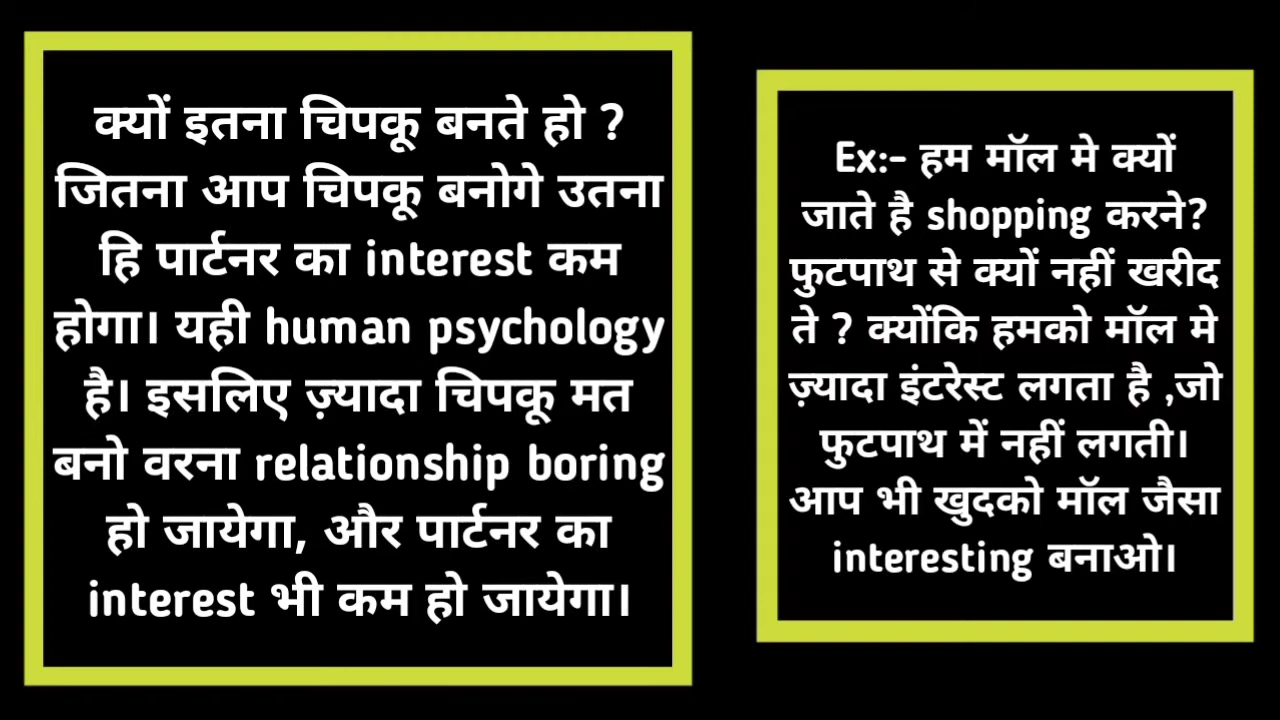 क्यों इतना चिपकू बनते हो ?
जितना आप चिपकू बनोगे उतना
हि पार्टनर का interest कम
होगा। यही human psychology
है। इसलिए ज़्यादा चिपकू मत
बनो वरना relationship boring
हो जायेगा, और पार्टनर का
interest भी कम हो जायेगा।
Ex:- हम मॉल मे क्यों
जाते है shopping करने?
फुटपाथ से क्यों नहीं खरीद
ते ? क्योंकि हमको मॉल मे
ज़्यादा इंटरेस्ट लगता है ,जो
फुटपाथ में नहीं लगती।
आप भी खुदको मॉल जैसा
interesting बनाओ।